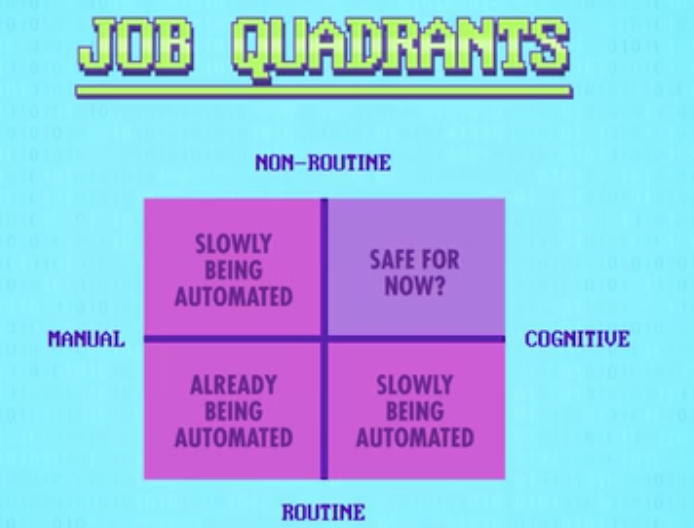 JOB QUADRANTS
NON-ROUTINE
SLOWLY
BEING
AUTOMATED
SAFE FOR
NOW?
MANUAL
COGNITIVE
ALREADY
BEING
AUTOMATED
SLOWLY
BEING
AUTOMATED
ROUTINE